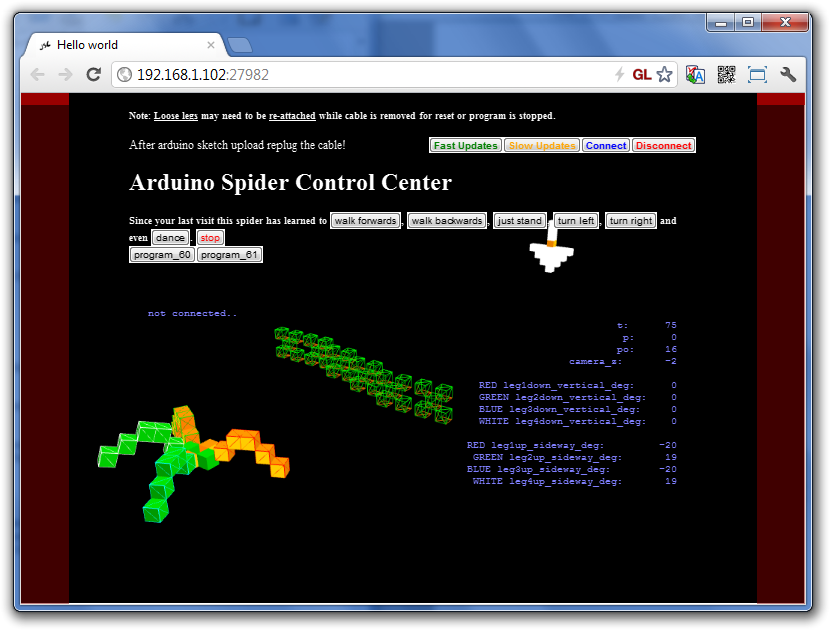 Hello world
192.168.1.102:27982
GL
Note: Loose legs may need to be re-attached while cable is removed for reset or program is stopped.
After arduino sketch upload replug the cable! Fast Updates Slow Updates Connect Disconnect
Arduino Spider Control Center
Since your last visit this spider has learned to walk forwards, walk backwards, just stand, turn left, turn right and
even dance. stop
program_60 program_61
not connected..
t: 75
p: 0
po: 16
camera_z: -2
RED leg1down_vertical_deg: 0
GREEN leg2down_vertical_deg: 0
BLUE leg3down_vertical_deg: 0
WHITE leg4down_vertical_deg: 0
RED leg1up_sideway_deg: -20
GREEN leg2up_sideway_deg: 19
BLUE leg3up_sideway_deg: -20
WHITE leg4up_sideway_deg: 19